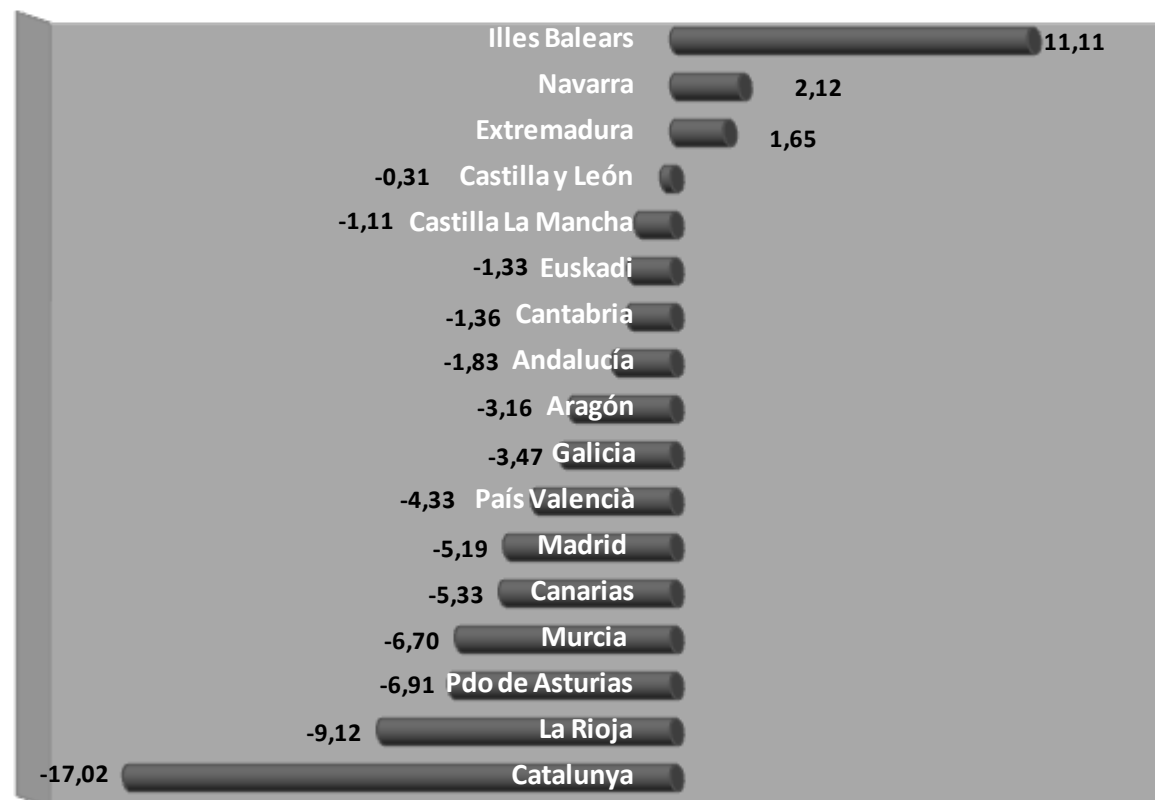 Illes Balears 11,11
Navarra 2,12
Extremadura 1,65
-0,31 Castilla y León
-1,11 Castilla La Mancha
-1,33 Euskadi
-1,36 Cantabria
-1,83 Andalucía
-3,16 Aragón
-3,47 Galicia
-4,33 País Valencià
-5,19 Madrid
-5,33 Canarias
-6,70 Murcia
-6,91 Pdo de Asturias
-9,12 La Rioja
-17,02 Catalunya